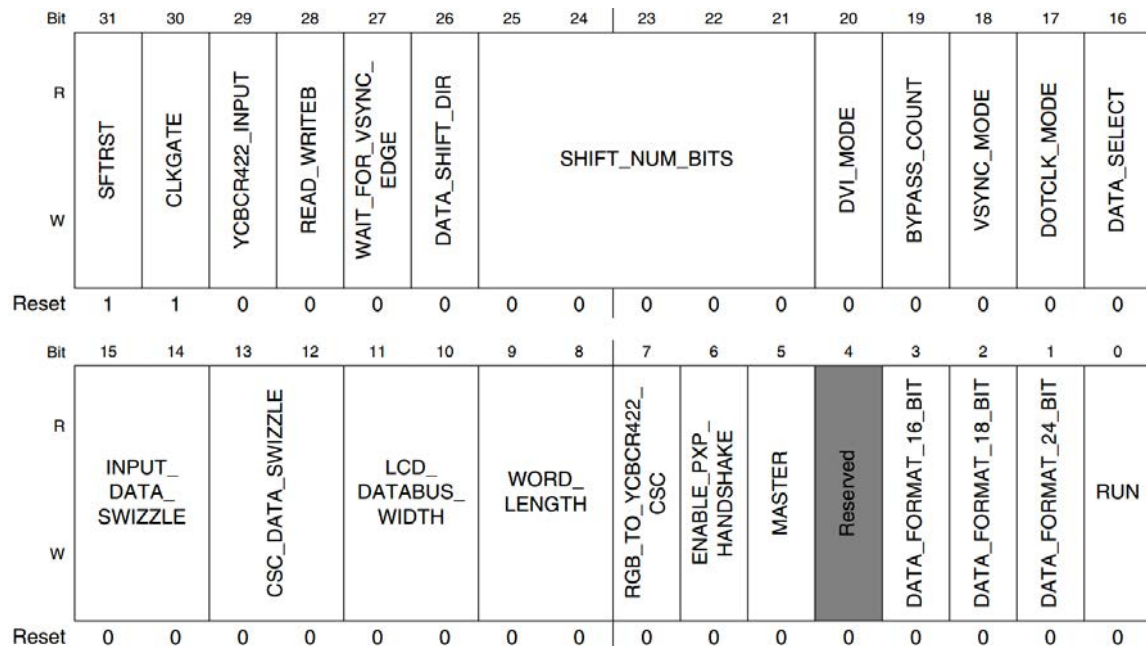 Bit 31 30 29 28 27 26 25 24 23 22 21 20 19 18 17 16
R
W
SFTRST
CLKGATE
YCBCR422_INPUT
READ_WRITEB
WAIT_FOR_VSYNC_
EDGE
DATA_SHIFT_DIR
SHIFT_NUM_BITS
DVI_MODE
BYPASS_COUNT
VSYNC_MODE
DOTCLK_MODE
DATA_SELECT
Reset 1 1 0 0 0 0 0 0 0 0 0 0 0 0 0 0
Bit 15 14 13 12 11 10 9 8 7 6 5 4 3 2 1 0
R
W
INPUT_
DATA_
SWIZZLE
CSC_DATA_SWIZZLE
LCD_
DATABUS_
WIDTH
WORD_
LENGTH
RGB_TO_YCBCR422_
CSC
ENABLE_PXP_
HANDSHAKE
MASTER
Reserved
DATA_FORMAT_16_BIT
DATA_FORMAT_18_BIT
DATA_FORMAT_24_BIT
RUN
Reset 0 0 0 0 0 0 0 0 0 0 0 0 0 0 0 0